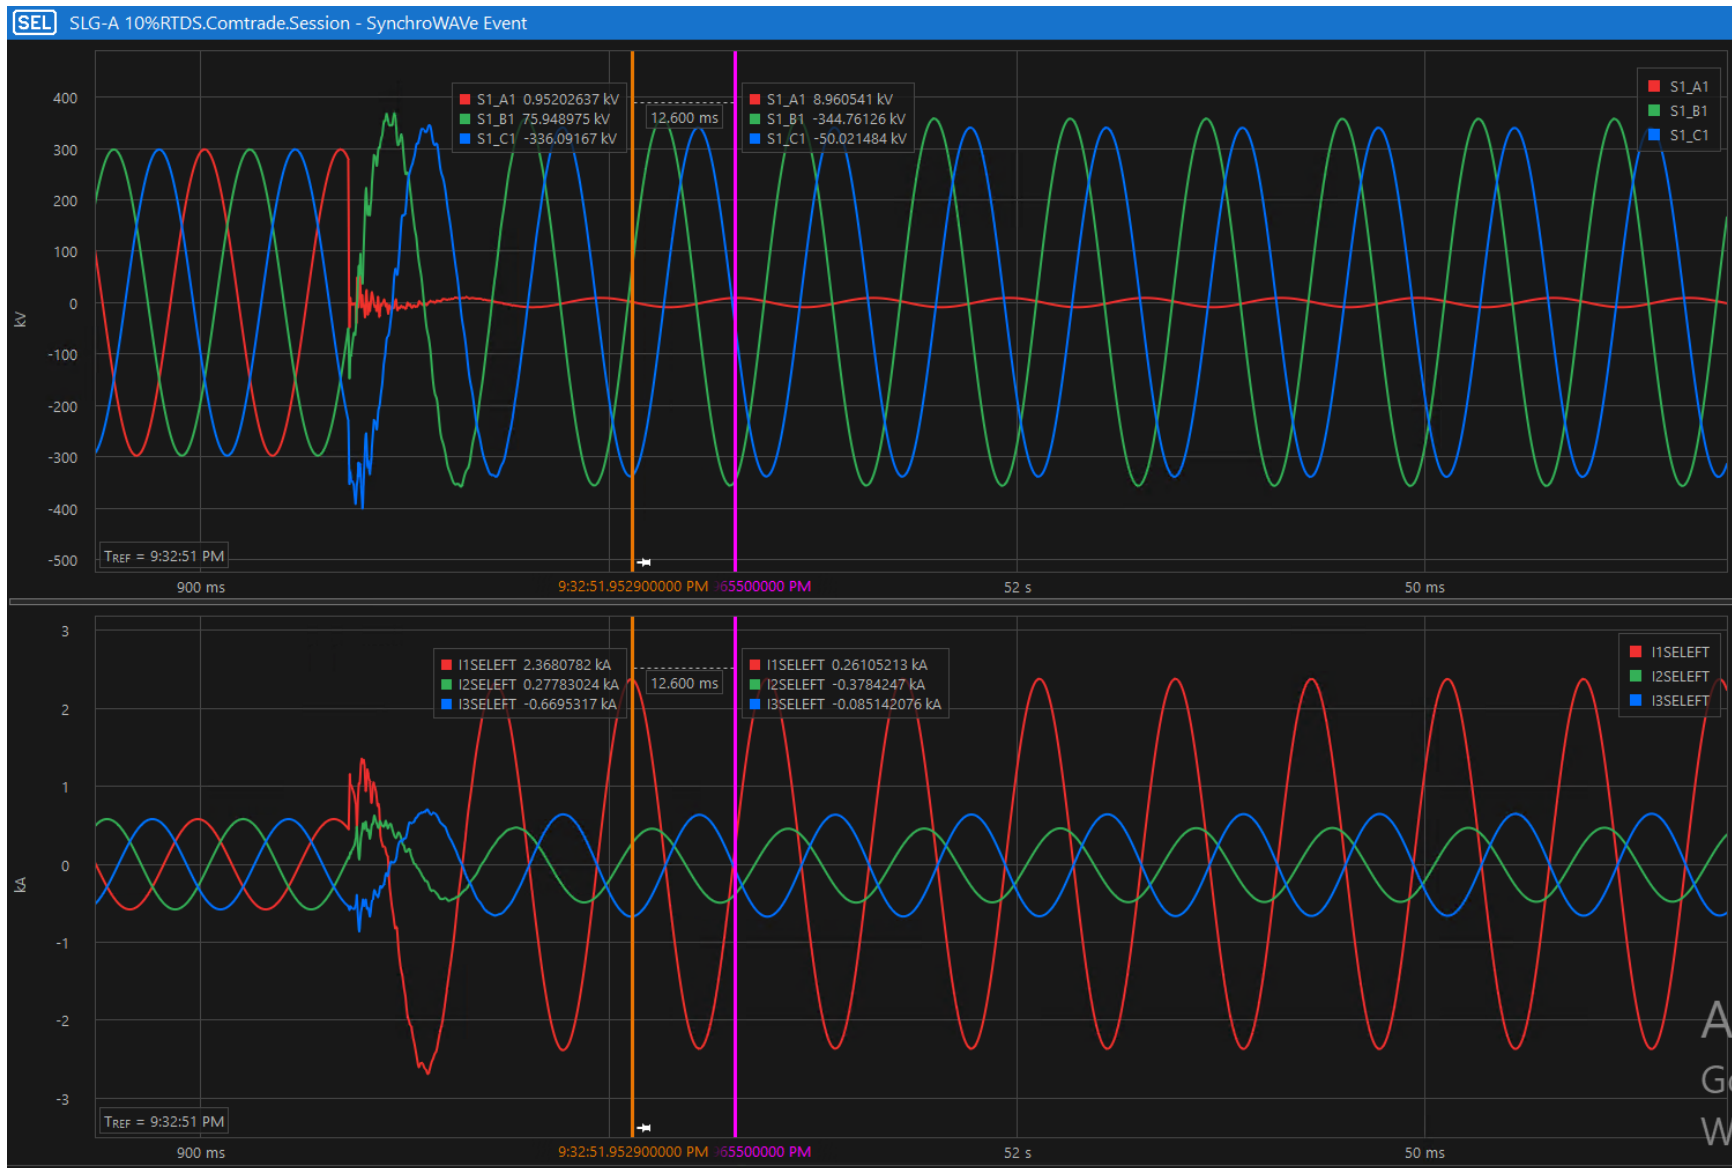 SEL SLG-A 10%RTDS.Comtrade.Session - SynchroWAVe Event
S1_A1 0.95202637 kV
S1_B1 75.948975 kV
S1_C1 -336.09167 kV
12.600 ms
S1_A1 8.960541 kV
S1_B1 -344.76126 kV
S1_C1 -50.021484 kV
S1_A1
S1_B1
S1_C1
400
300
200
100
0
-100
-200
-300
-400
-500
kV
TREF = 9:32:51 PM
900 ms
9:32:51.952900000 PM
965500000 PM
52 s
50 ms
I1SELEFT 2.3680782 kA
I2SELEFT 0.27783024 kA
I3SELEFT -0.6695317 kA
12.600 ms
I1SELEFT 0.26105213 kA
I2SELEFT -0.3784247 kA
I3SELEFT -0.085142076 kA
I1SELEFT
I2SELEFT
I3SELEFT
3
2
1
0
-1
-2
-3
kA
TREF = 9:32:51 PM
900 ms
9:32:51.952900000 PM
965500000 PM
52 s
50 ms
A
Go
W